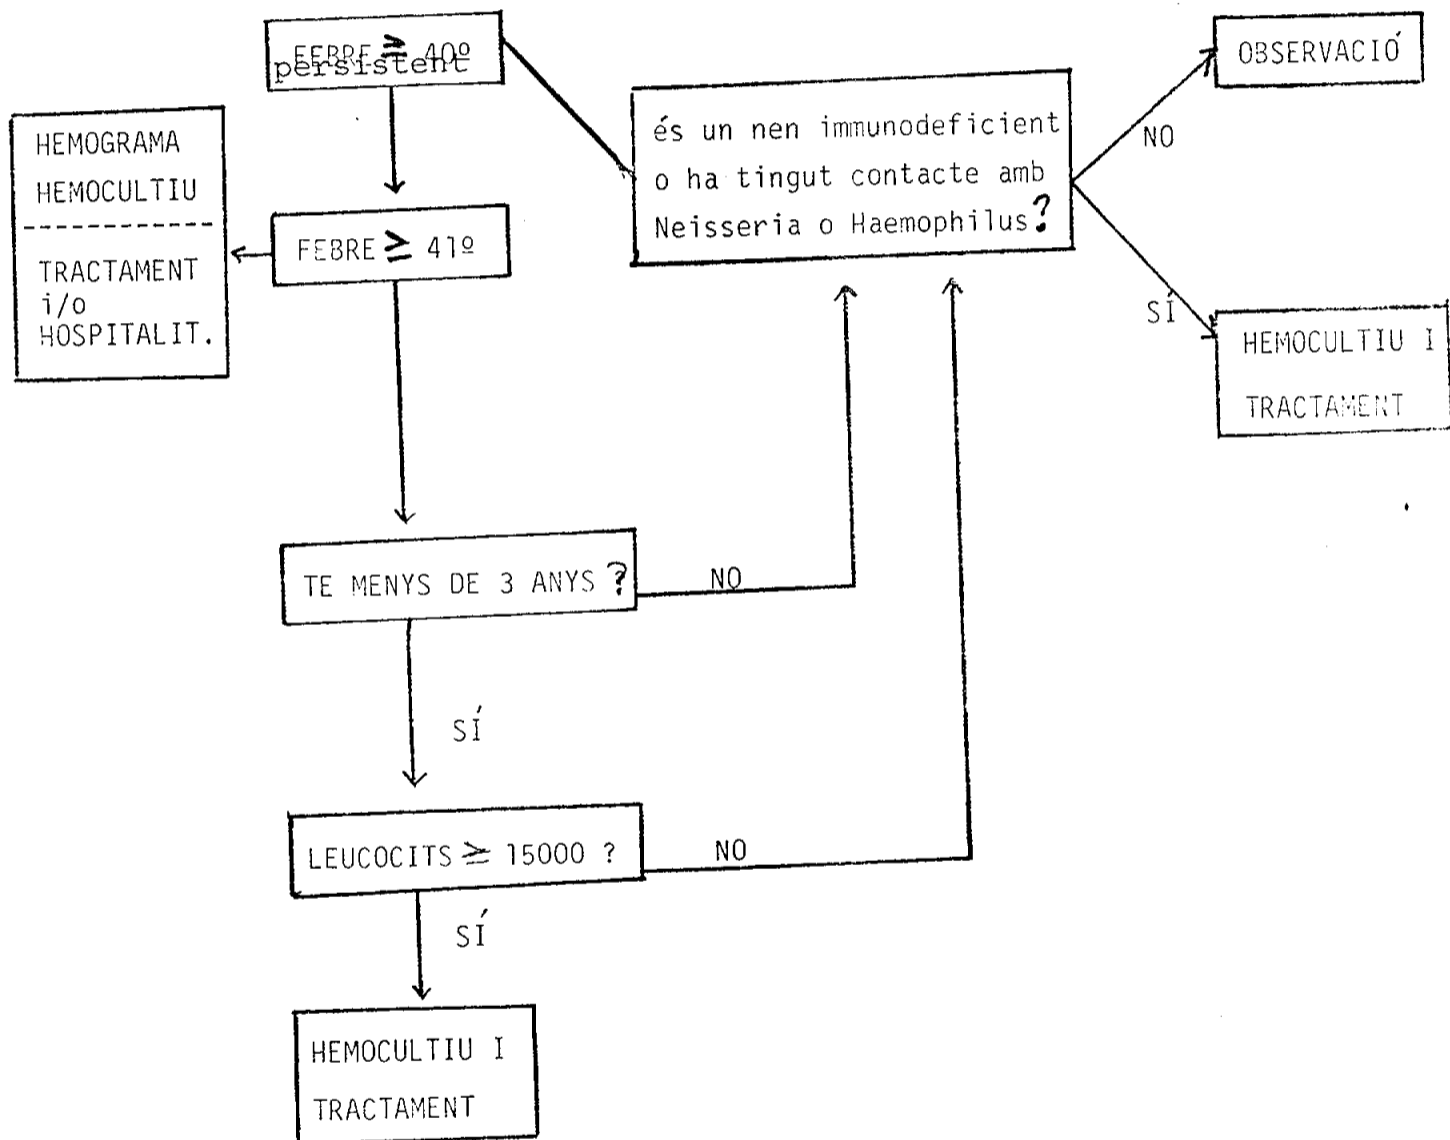 FEBRE ≥ 40º
persistent
OBSERVACIÓ
és un nen immunodeficient
o ha tingut contacte amb
Neisseria o Haemophilus?
NO
SÍ
HEMOGRAMA
HEMOCULTIU
TRACTAMENT
i/o
HOSPITALIT.
FEBRE ≥ 41º
HEMOCULTIU I
TRACTAMENT
TE MENYS DE 3 ANYS ?
NO
SÍ
LEUCOCITS ≥ 15000 ?
NO
SÍ
HEMOCULTIU I
TRACTAMENT